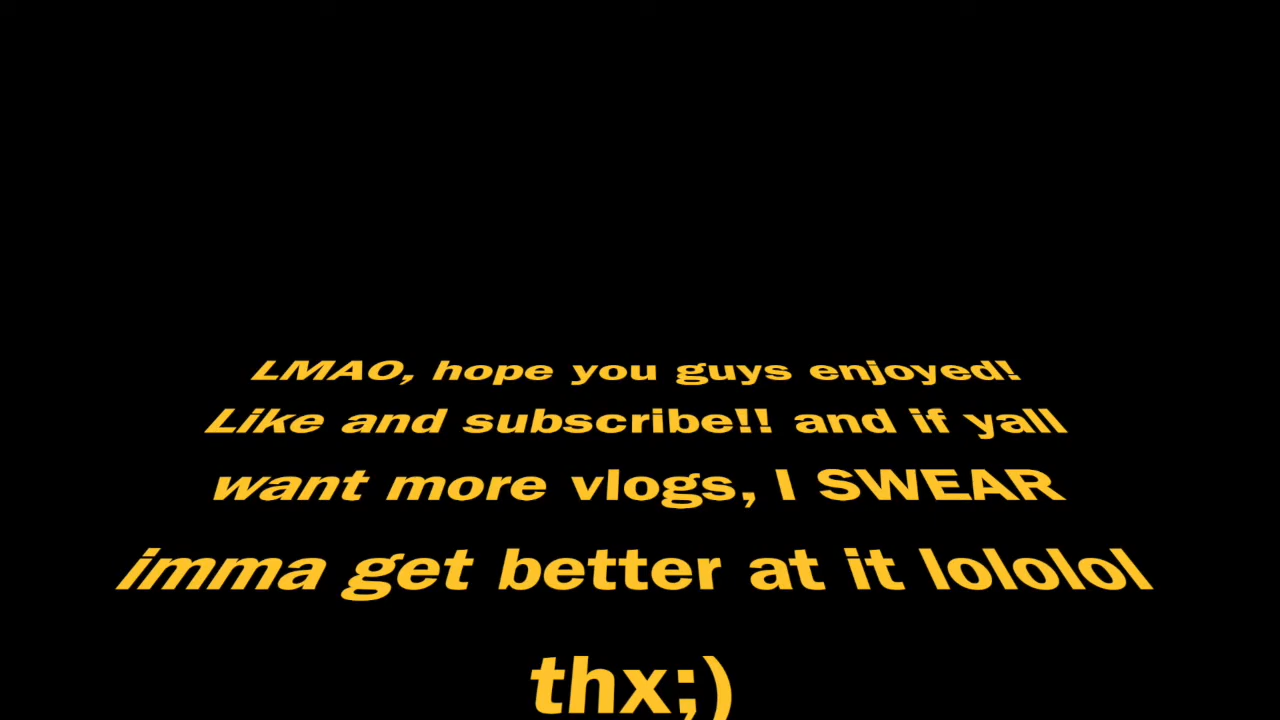 LMAO, hope you guys enjoyed!
Like and subscribe!! and if yall
want more vlogs, I SWEAR
imma get better at it lololol
thx;)